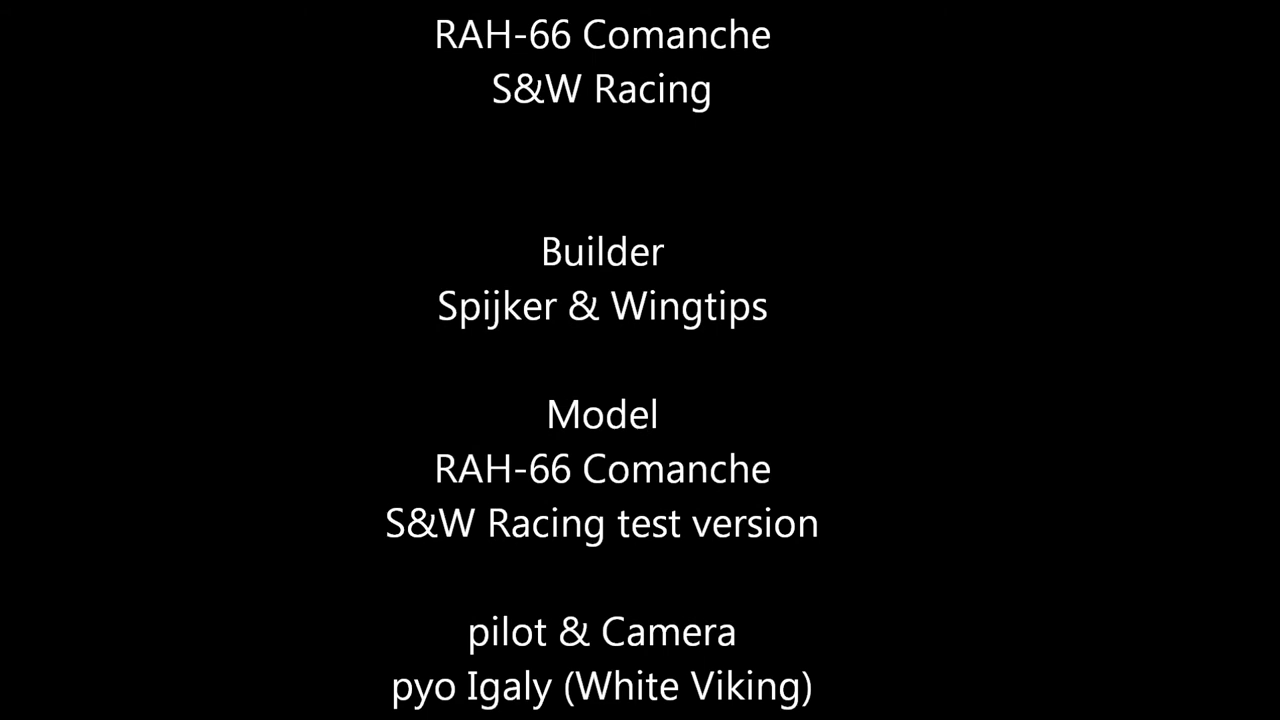 RAH-66 Comanche
S&W Racing
Builder
Spijker & Wingtips
Model
RAH-66 Comanche
S&W Racing test version
pilot & Camera
pyo Igaly (White Viking)